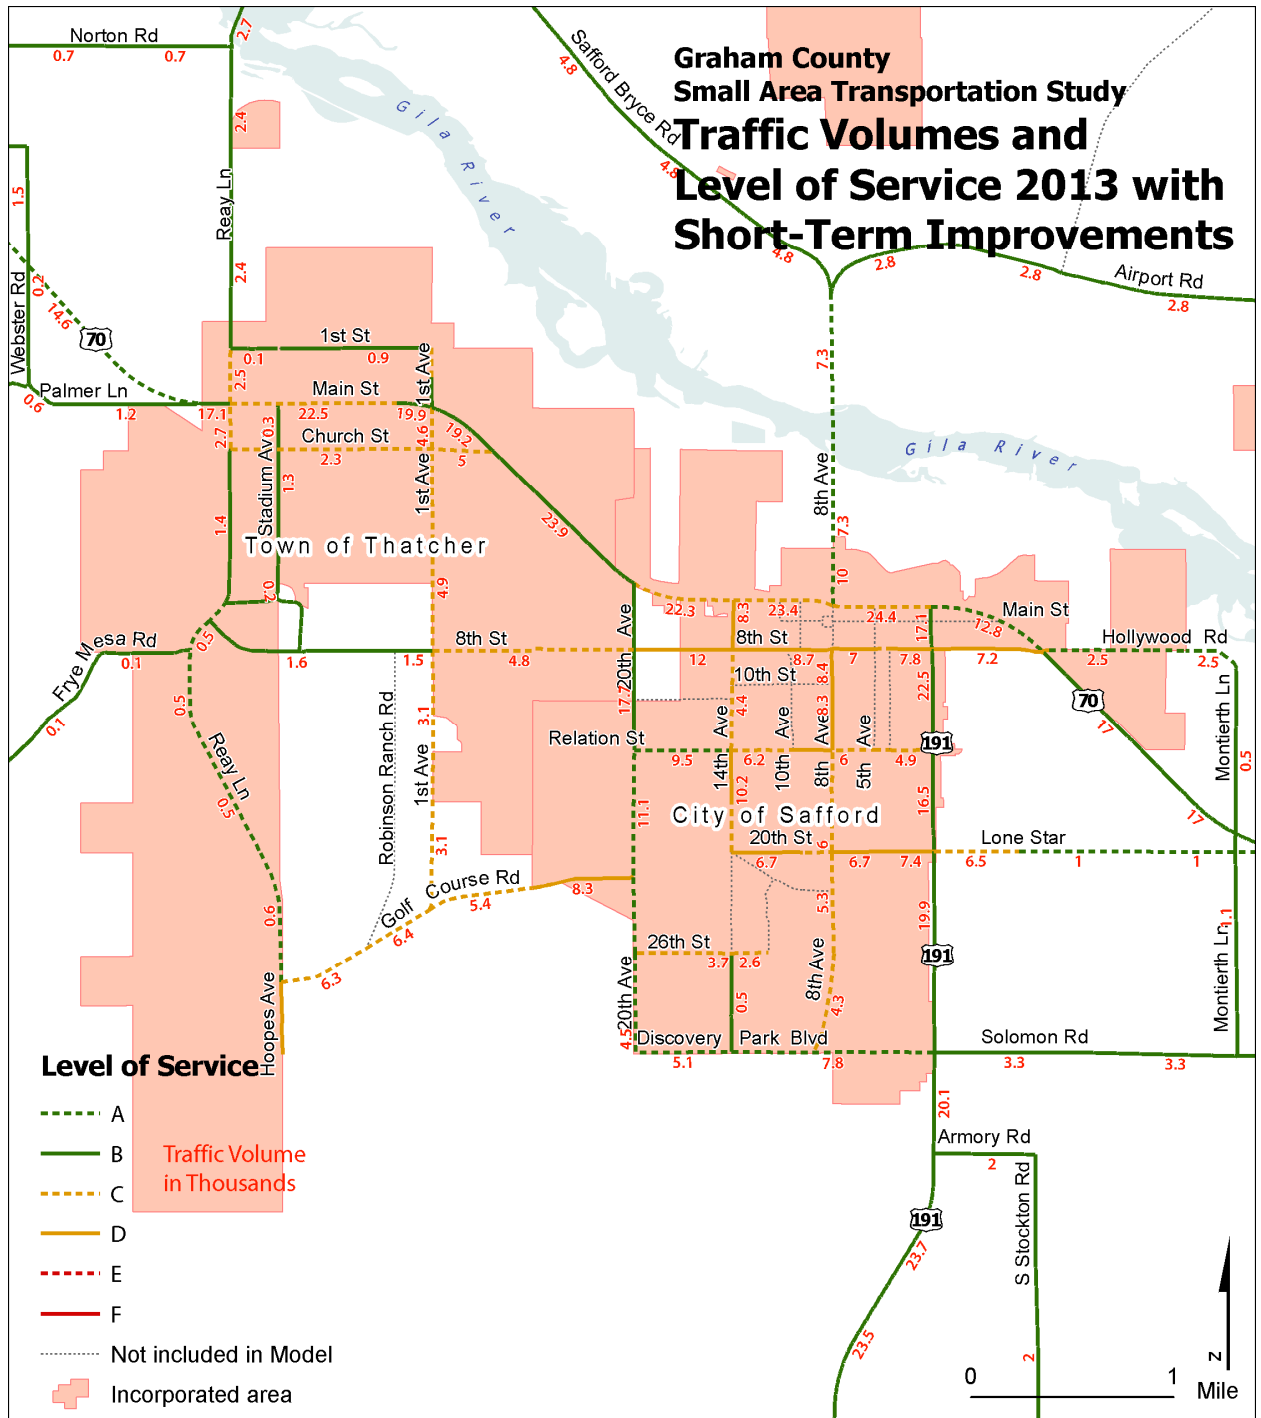 Graham County
Small Area Transportation Study
Traffic Volumes and
Level of Service 2013 with
Short-Term Improvements
Norton Rd
0.7
0.7
2.7
Safford Bryce Rd
4.8
4.8
4.8
Gila River
2.4
Reay Ln
2.4
1.5
0.2
14.6
Webster Rd
70
2.8
2.8
Airport Rd
2.8
7.3
1st St
0.1
0.9
2.5
1st Ave
Palmer Ln
0.6
1.2
17.1
Main St
22.5
19.9
19.2
2.7
0.3
Church St
4.6
2.3
5
Stadium Av
1.3
1st Ave
1.4
23.9
8th Ave
7.3
Gila River
Town of Thatcher
0.2
4.9
10
22.3
8.3
23.4
24.4
17.1
12.8
Main St
Hollywood Rd
2.5
2.5
Frye Mesa Rd
0.1
0.1
0.5
1.6
1.5
8th St
4.8
20th Ave
12
8th St
8.7
7
7.8
7.2
0.5
Reay Ln
0.5
Robinson Ranch Rd
3.1
1st Ave
3.1
17.7
10th St
4.4
8.4
8.3
22.5
70
17
17
Montierth Ln
0.5
Relation St
9.5
14th Ave
6.2
10th Ave
8th Ave
6
5th Ave
4.9
191
10.2
11.1
16.5
City of Safford
20th St
6.7
6
6.7
7.4
Lone Star
6.5
1
1
Golf Course Rd
8.3
5.4
6.4
6.3
0.6
5.3
19.9
1.1
26th St
3.7
2.6
191
Hoopes Ave
20th Ave
4.5
0.5
8th Ave
4.3
Montierth Ln
Discovery Park Blvd
5.1
7.8
Solomon Rd
3.3
3.3
20.1
Armory Rd
2
S Stockton Rd
2
191
23.7
23.5
Level of Service
A
B
C
D
E
F
Not included in Model
Incorporated area
Traffic Volume
in Thousands
0
1
Mile
N